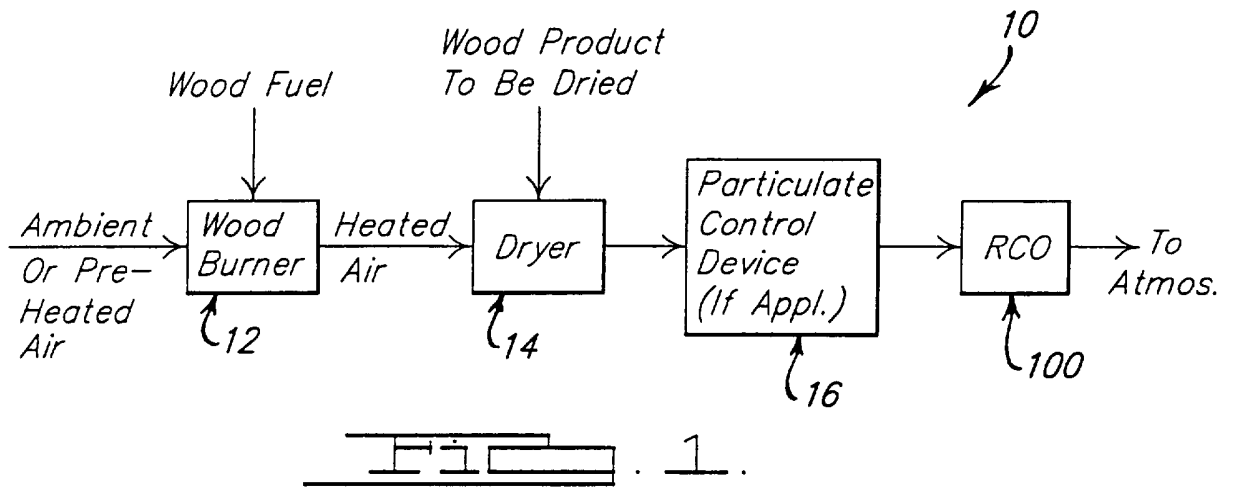 10
Wood Product
To Be Dried
Wood Fuel
Ambient
Or Pre-
Heated
Air
Wood
Burner
12
Heated
Air
Dryer
14
Particulate
Control
Device
(If Appl.)
16
RCO
100
To
Atmos.
Fig. 1.